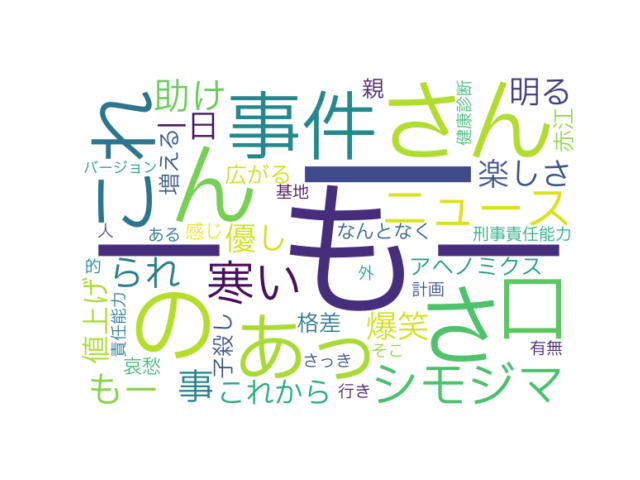 助け
事件
さん
親
健康診断
明る
赤江
これ
一日
増える
ん
ー
楽しさ
バージョン
広がる
基地
ニュース
人
ある
感じ
優し
も
なんとなく
刑事責任能力
ー
ー
的
られ
寒い
外
アベノミクス
計画
口
値上げ
責任能力
の
子殺し
あっ
格差
爆笑
さ
有無
哀愁
さっき
そこ
シモジマ
もー
事
これから
行き